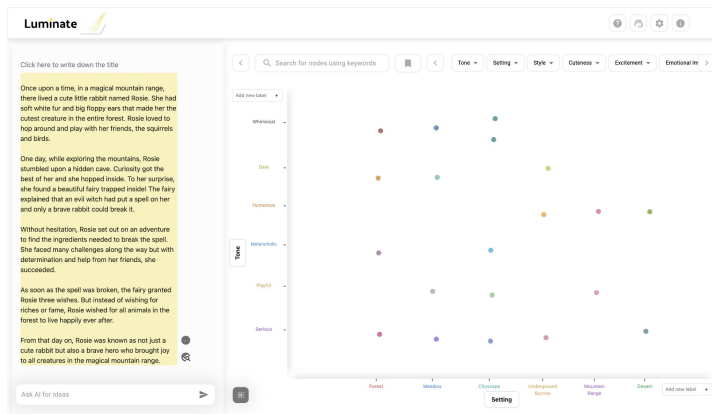 Luminate
Click here to write down the title
Once upon a time, in a magical mountain range,
there lived a cute little rabbit named Rosie. She had
soft white fur and big floppy ears that made her the
cutest creature in the entire forest. Rosie loved to
hop around and play with her friends, the squirrels
and birds.
One day, while exploring the mountains, Rosie
stumbled upon a hidden cave. Curiosity got the
best of her and she hopped inside. To her surprise,
she found a beautiful fairy trapped inside! The fairy
explained that an evil witch had put a spell on her
and only a brave rabbit could break it.
Without hesitation, Rosie set out on an adventure
to find the ingredients needed to break the spell.
She faced many challenges along the way but with
determination and help from her friends, she
succeeded.
As soon as the spell was broken, the fairy granted
Rosie three wishes. But instead of wishing for
riches or fame, Rosie wished for all animals in the
forest to live happily ever after.
From that day on, Rosie was known as not just a
cute rabbit but also a brave hero who brought joy
to all creatures in the magical mountain range.
Ask AI for ideas
Search for nodes using keywords
Tone
Setting
Style
Cuteness
Excitement
Emotional Im
Add new label +
Whimsical
Dark
Humorous
Melancholic
Playful
Serious
Tone
Forest
Meadow
Cityscape
Underground
Burrow
Mountain
Range
Desert
Add new label +
Setting